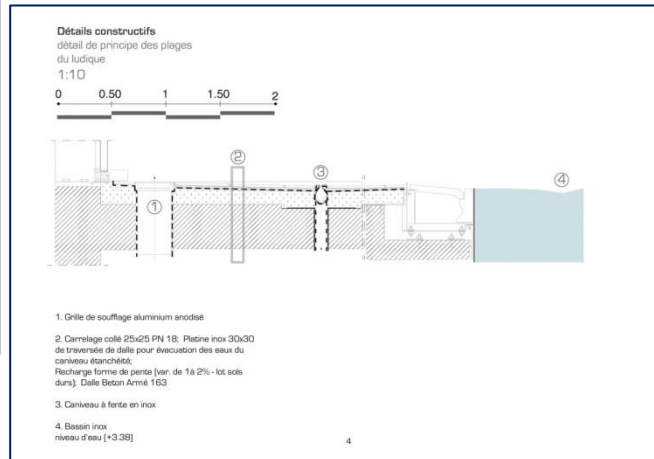 Détails constructifs
détail de principe des plages
du ludique
1:10
0 0.50 1 1.50 2
2
3
4
1
1. Grille de soufflage aluminium anodisé
2. Carrelage collé 25x25 PN 18; Platine inox 30x30
de traversée de dalle pour évacuation des eaux du
caniveau étanchéité;
Recharge forme de pente (var. de 1à 2% - lot sols
durs); Dalle Beton Armé 163
3. Caniveau à fente en inox
4. Bassin inox
niveau d'eau (+3.38)
4